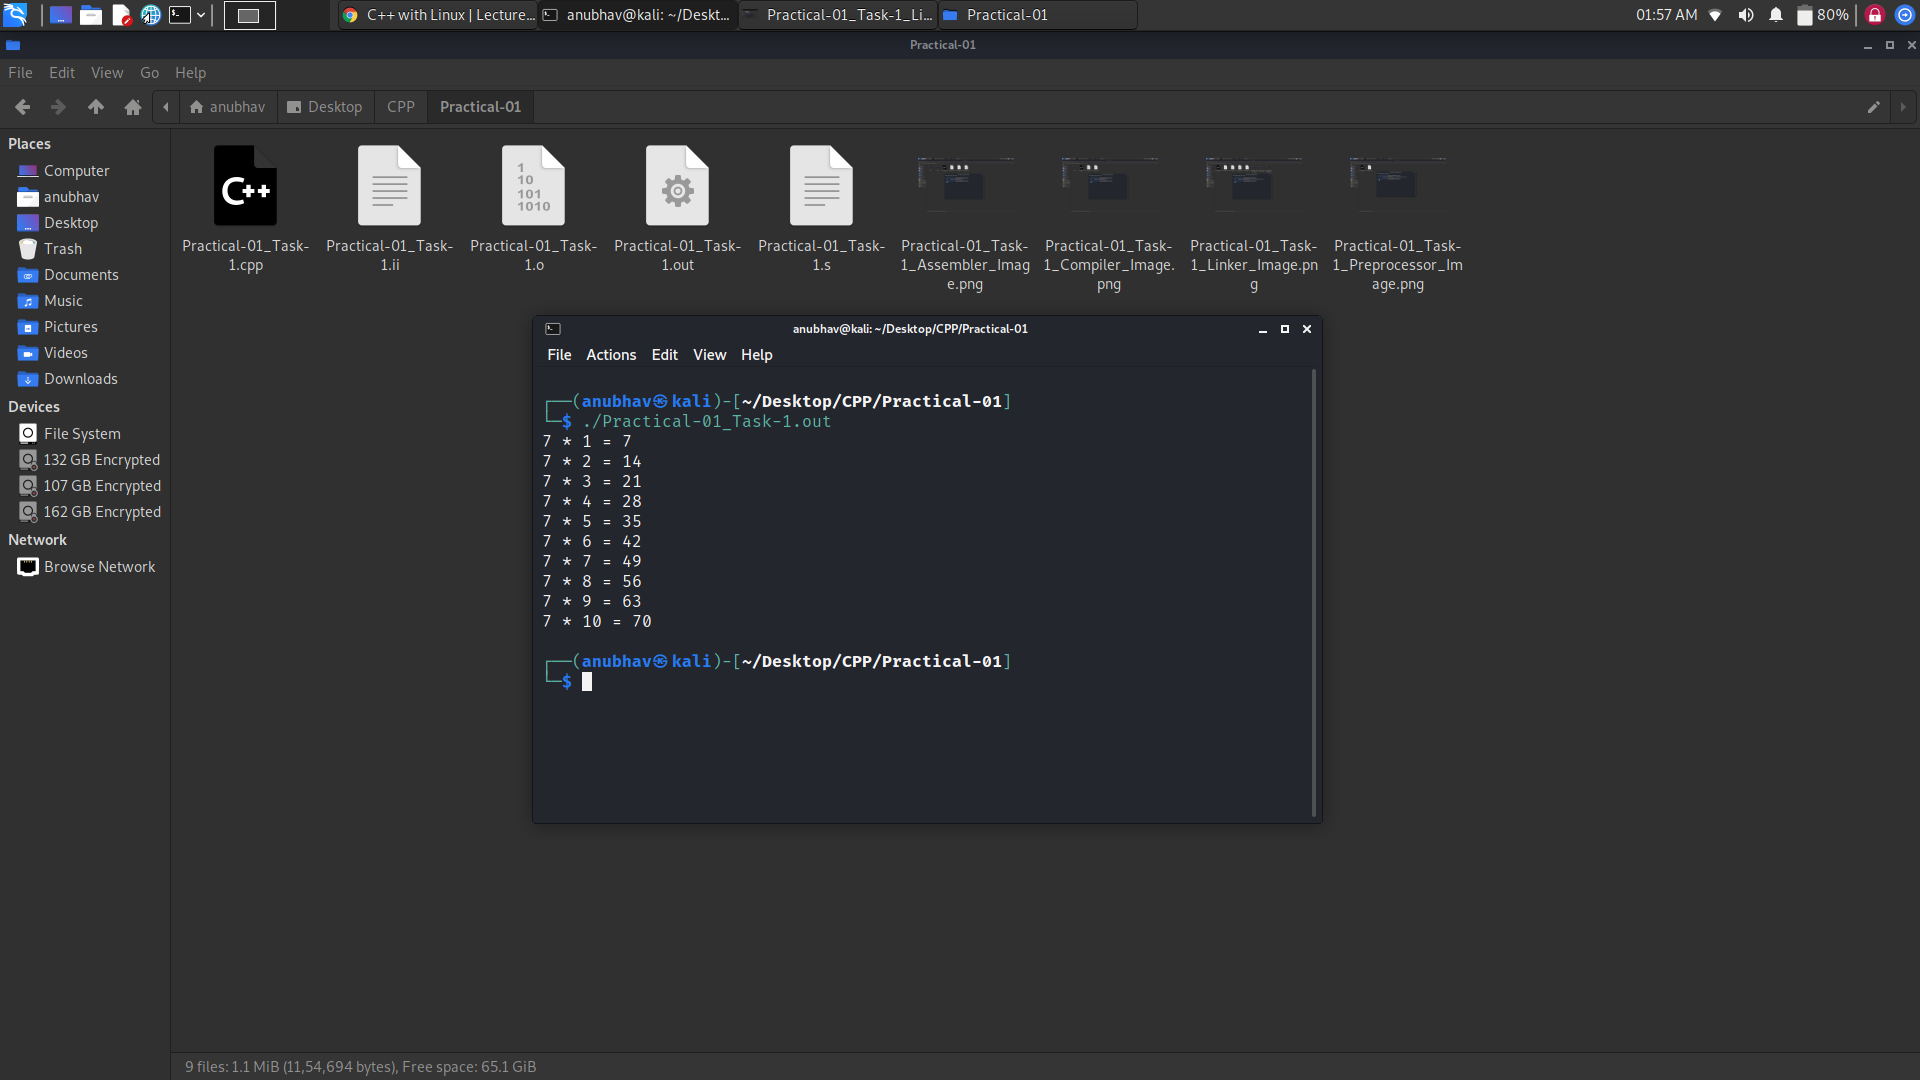 C++ with Linux | Lecture...
anubhav@kali: ~/Deskt...
Practical-01_Task-1_Li...
Practical-01
01:57 AM
80%
Practical-01
File Edit View Go Help
anubhav Desktop CPP Practical-01
Places
Computer
anubhav
Desktop
Trash
Documents
Music
Pictures
Videos
Downloads
Devices
File System
132 GB Encrypted
107 GB Encrypted
162 GB Encrypted
Network
Browse Network
C++
1
10
101
1010
Practical-01_Task-
1.cpp
Practical-01_Task-
1.ii
Practical-01_Task-
1.o
Practical-01_Task-
1.out
Practical-01_Task-
1.s
Practical-01_Task-
1_Assembler_Imag
e.png
Practical-01_Task-
1_Compiler_Image.
png
Practical-01_Task-
1_Linker_Image.pn
g
Practical-01_Task-
1_Preprocessor_Im
age.png
anubhav@kali: ~/Desktop/CPP/Practical-01
File Actions Edit View Help
┌──(anubhav㉿kali)-[~/Desktop/CPP/Practical-01]
└─$ ./Practical-01_Task-1.out
7 * 1 = 7
7 * 2 = 14
7 * 3 = 21
7 * 4 = 28
7 * 5 = 35
7 * 6 = 42
7 * 7 = 49
7 * 8 = 56
7 * 9 = 63
7 * 10 = 70
┌──(anubhav㉿kali)-[~/Desktop/CPP/Practical-01]
└─$
9 files: 1.1 MiB (11,54,694 bytes), Free space: 65.1 GiB